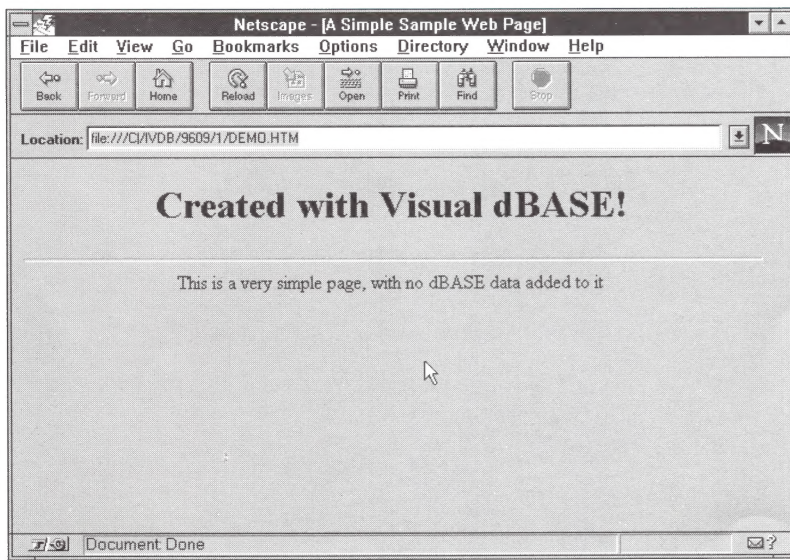 Netscape - [A Simple Sample Web Page]
File Edit View Go Bookmarks Options Directory Window Help
Back Forward Home Reload Images Open Print Find Stop
Location: file:///C|/IVDB/9609/1/DEMO.HTM
N
Created with Visual dBASE!
This is a very simple page, with no dBASE data added to it
Document: Done
?